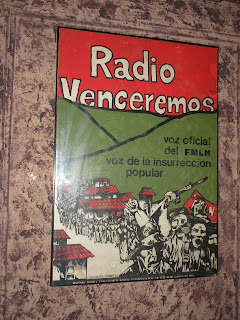 Radio
Venceremos
voz oficial
del FMLN
voz de la insurreccion
popular